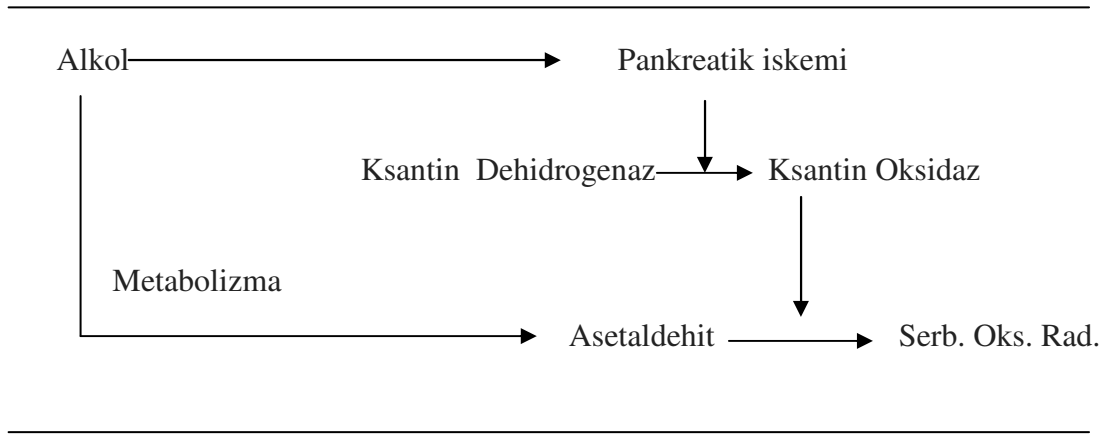 Alkol Pankreatik iskemi
Ksantin Dehidrogenaz Ksantin Oksidaz
Metabolizma
Asetaldehit Serb. Oks. Rad.